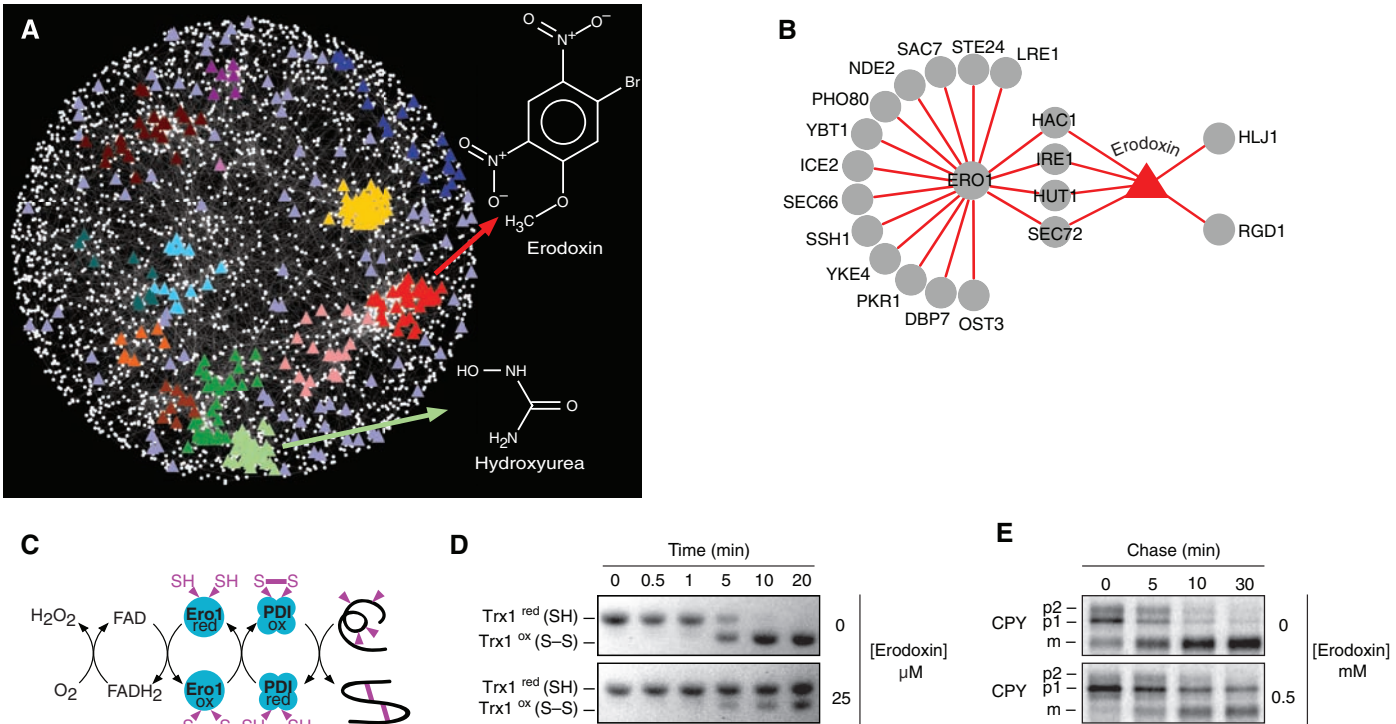 A
O
N⁺
O⁻
Br
O
N⁺
O⁻
O
H₃C
Erodoxin
HO
NH
O
H₂N
Hydroxyurea
B
SAC7
STE24
LRE1
NDE2
PHO80
YBT1
ICE2
SEC66
SSH1
YKE4
PKR1
DBP7
OST3
ERO1
HAC1
IRE1
HUT1
SEC72
Erodoxin
HLJ1
RGD1
C
SH SH S S
H₂O₂
FAD
Ero1
red
PDI
ox
O₂
FADH₂
Ero1
ox
PDI
red
S S SH SH
D
Time (min)
0 0.5 1 5 10 20
Trx1 red (SH) –
Trx1 ox (S–S) –
0
Trx1 red (SH) –
Trx1 ox (S–S) –
25
[Erodoxin]
µM
E
Chase (min)
0 5 10 30
CPY
p2 –
p1 –
m –
0
CPY
p2 –
p1 –
m –
0.5
[Erodoxin]
mM